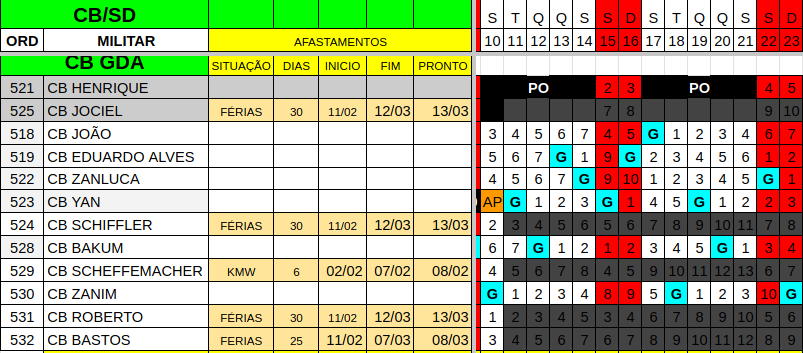 CB/SD S T Q Q S S D S T Q Q S S D
ORD MILITAR AFASTAMENTOS 10 11 12 13 14 15 16 17 18 19 20 21 22 23
CB GDA SITUAÇÃO DIAS INICIO FIM PRONTO
521 CB HENRIQUE PO 2 3 PO 4 5
525 CB JOCIEL FÉRIAS 30 11/02 12/03 13/03 7 8 9 10
518 CB JOÃO 3 4 5 6 7 4 5 G 1 2 3 4 6 7
519 CB EDUARDO ALVES 5 6 7 G 1 9 G 2 3 4 5 6 1 2
522 CB ZANLUCA 4 5 6 7 G 9 10 1 2 3 4 5 G 1
523 CB YAN AP G 1 2 3 G 1 4 5 G 1 2 2 3
524 CB SCHIFFLER FÉRIAS 30 11/02 12/03 13/03 2 3 4 5 6 5 6 7 8 9 10 11 7 8
528 CB BAKUM 6 7 G 1 2 1 2 3 4 5 G 1 3 4
529 CB SCHEFFEMACHER KMW 6 02/02 07/02 08/02 4 5 6 7 8 4 5 9 10 11 12 13 6 7
530 CB ZANIM G 1 2 3 4 8 9 5 G 1 2 3 10 G
531 CB ROBERTO FÉRIAS 30 11/02 12/03 13/03 1 2 3 4 5 3 4 6 7 8 9 10 5 6
532 CB BASTOS FERIAS 25 11/02 07/03 08/03 3 4 5 6 7 6 7 8 9 10 11 12 8 9